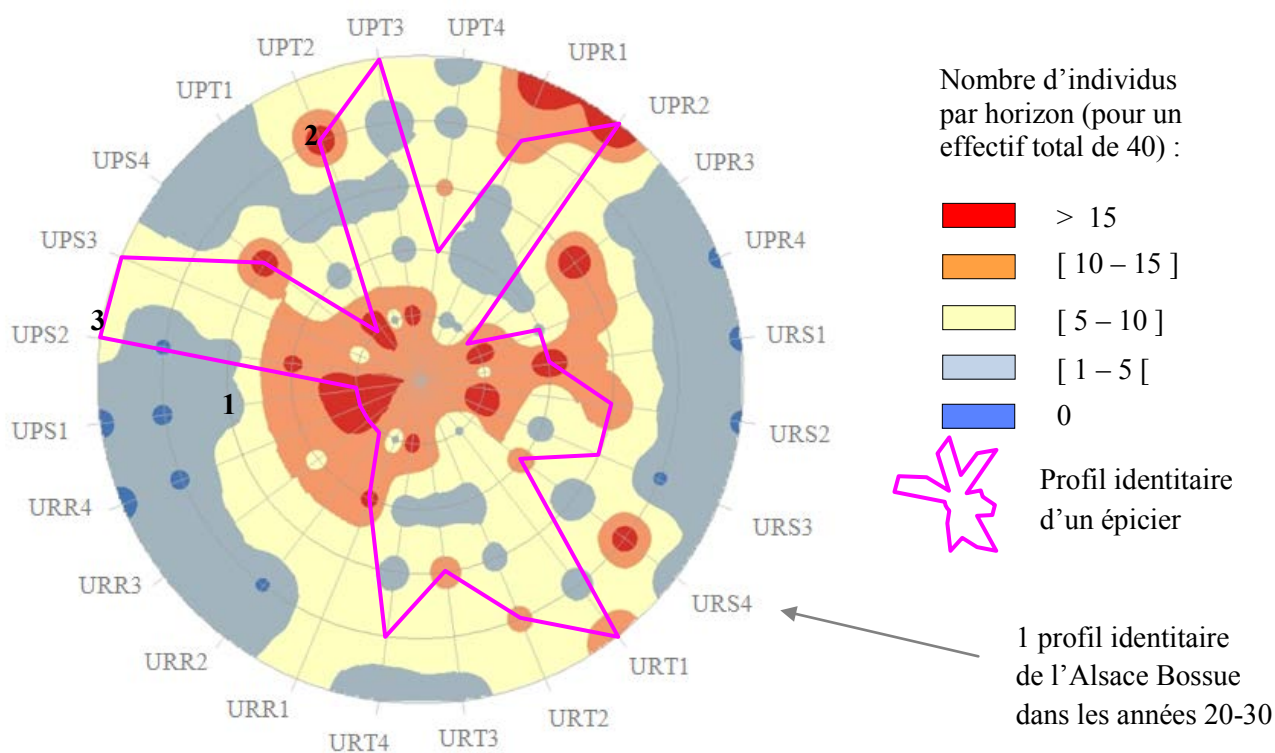 UPT3
UPT4
UPT2
UPR1
UPT1
UPR2
UPS4
UPR3
UPS3
UPR4
UPS2
URS1
UPS1
URS2
URR4
URS3
URR3
URS4
URR2
URT1
URR1
URT2
URT4
URT3
2
3
1
Nombre d’individus
par horizon (pour un
effectif total de 40) :
> 15
[ 10 – 15 ]
[ 5 – 10 ]
[ 1 – 5 [
0
Profil identitaire
d’un épicier
1 profil identitaire
de l’Alsace Bossue
dans les années 20-30